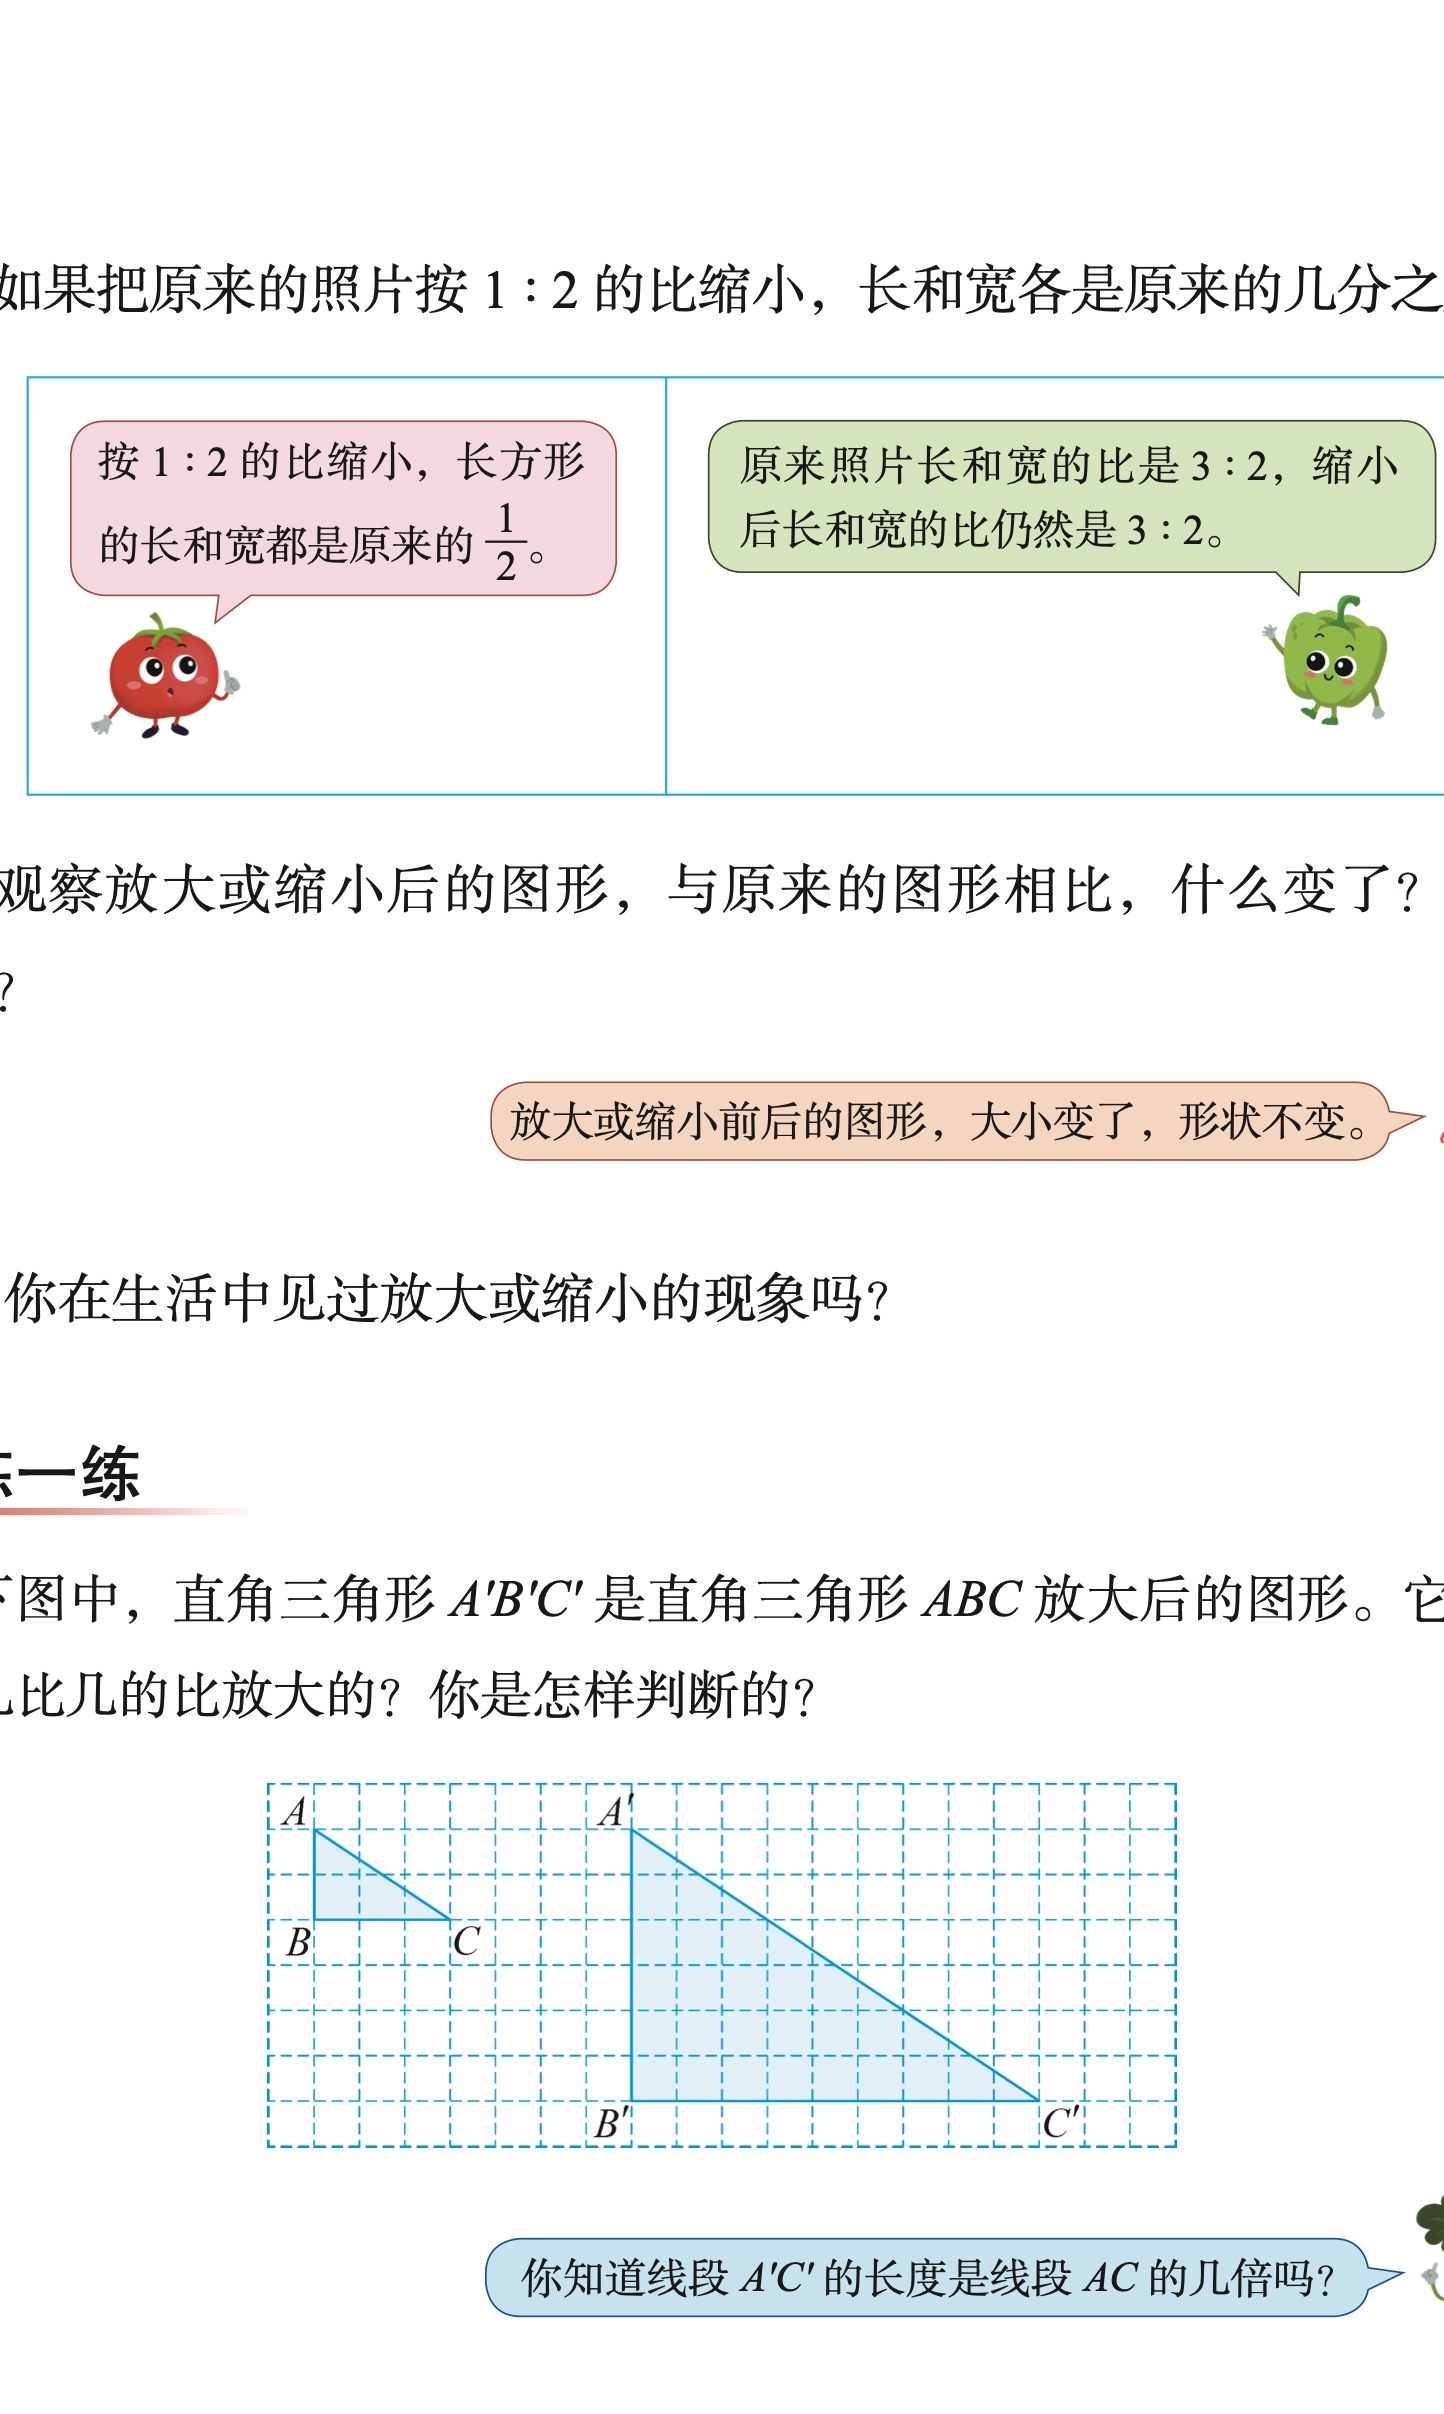 如果把原来的照片按 1∶2 的比缩小，长和宽各是原来的几分之
按 1∶2 的比缩小，长方形
的长和宽都是原来的 1/2。
原来照片长和宽的比是 3∶2，缩小
后长和宽的比仍然是 3∶2。
观察放大或缩小后的图形，与原来的图形相比，什么变了？
？
放大或缩小前后的图形，大小变了，形状不变。
你在生活中见过放大或缩小的现象吗？
一练
下图中，直角三角形 A′B′C′ 是直角三角形 ABC 放大后的图形。它
几比几的比放大的？你是怎样判断的？
A A′
B C
B′ C′
你知道线段 A′C′ 的长度是线段 AC 的几倍吗？